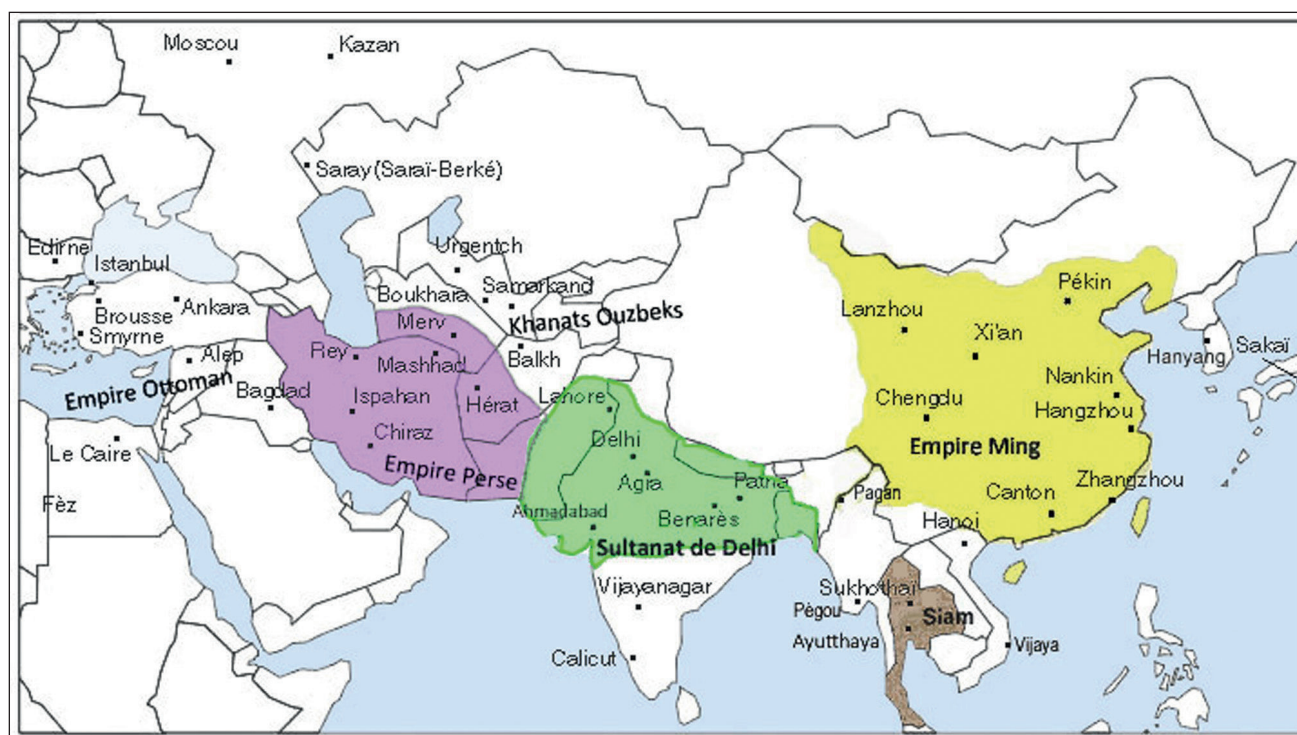 Moscou
Kazan
Saray (Saraï-Berké)
Edirne
Istanbul
Urgentch
Brousse
Ankara
Boukhara
Samarkand
Khanats Ouzbeks
Smyrne
Merv
Balkh
Alep
Rey
Mashhad
Empire Ottoman
Bagdad
Ispahan
Hérat
Lahore
Chiraz
Delhi
Le Caire
Empire Perse
Agia
Patna
Fèz
Ahmadabad
Benarès
Sultanat de Delhi
Vijayanagar
Calicut
Pékin
Lanzhou
Xi'an
Hanyang
Sakaï
Nankin
Chengdu
Hangzhou
Empire Ming
Zhangzhou
Pagan
Canton
Hanoi
Sukhothaï
Pégou
Siam
Ayutthaya
Vijaya